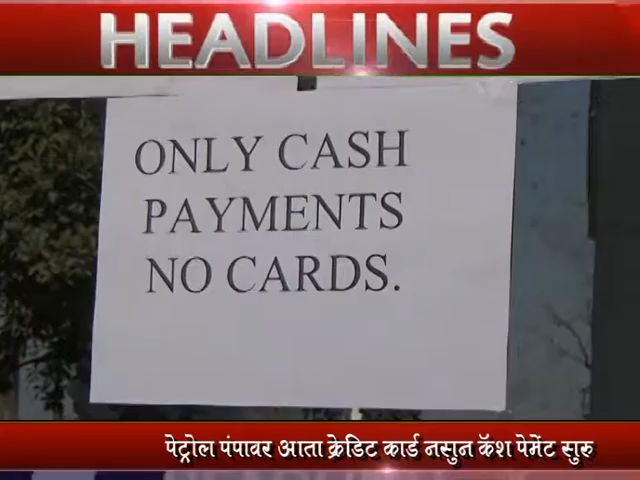 HEADLINES
ONLY CASH
PAYMENTS
NO CARDS.
पेट्रोल पंपावर आता क्रेडिट कार्ड नसुन कॅश पेमेंट सुरु